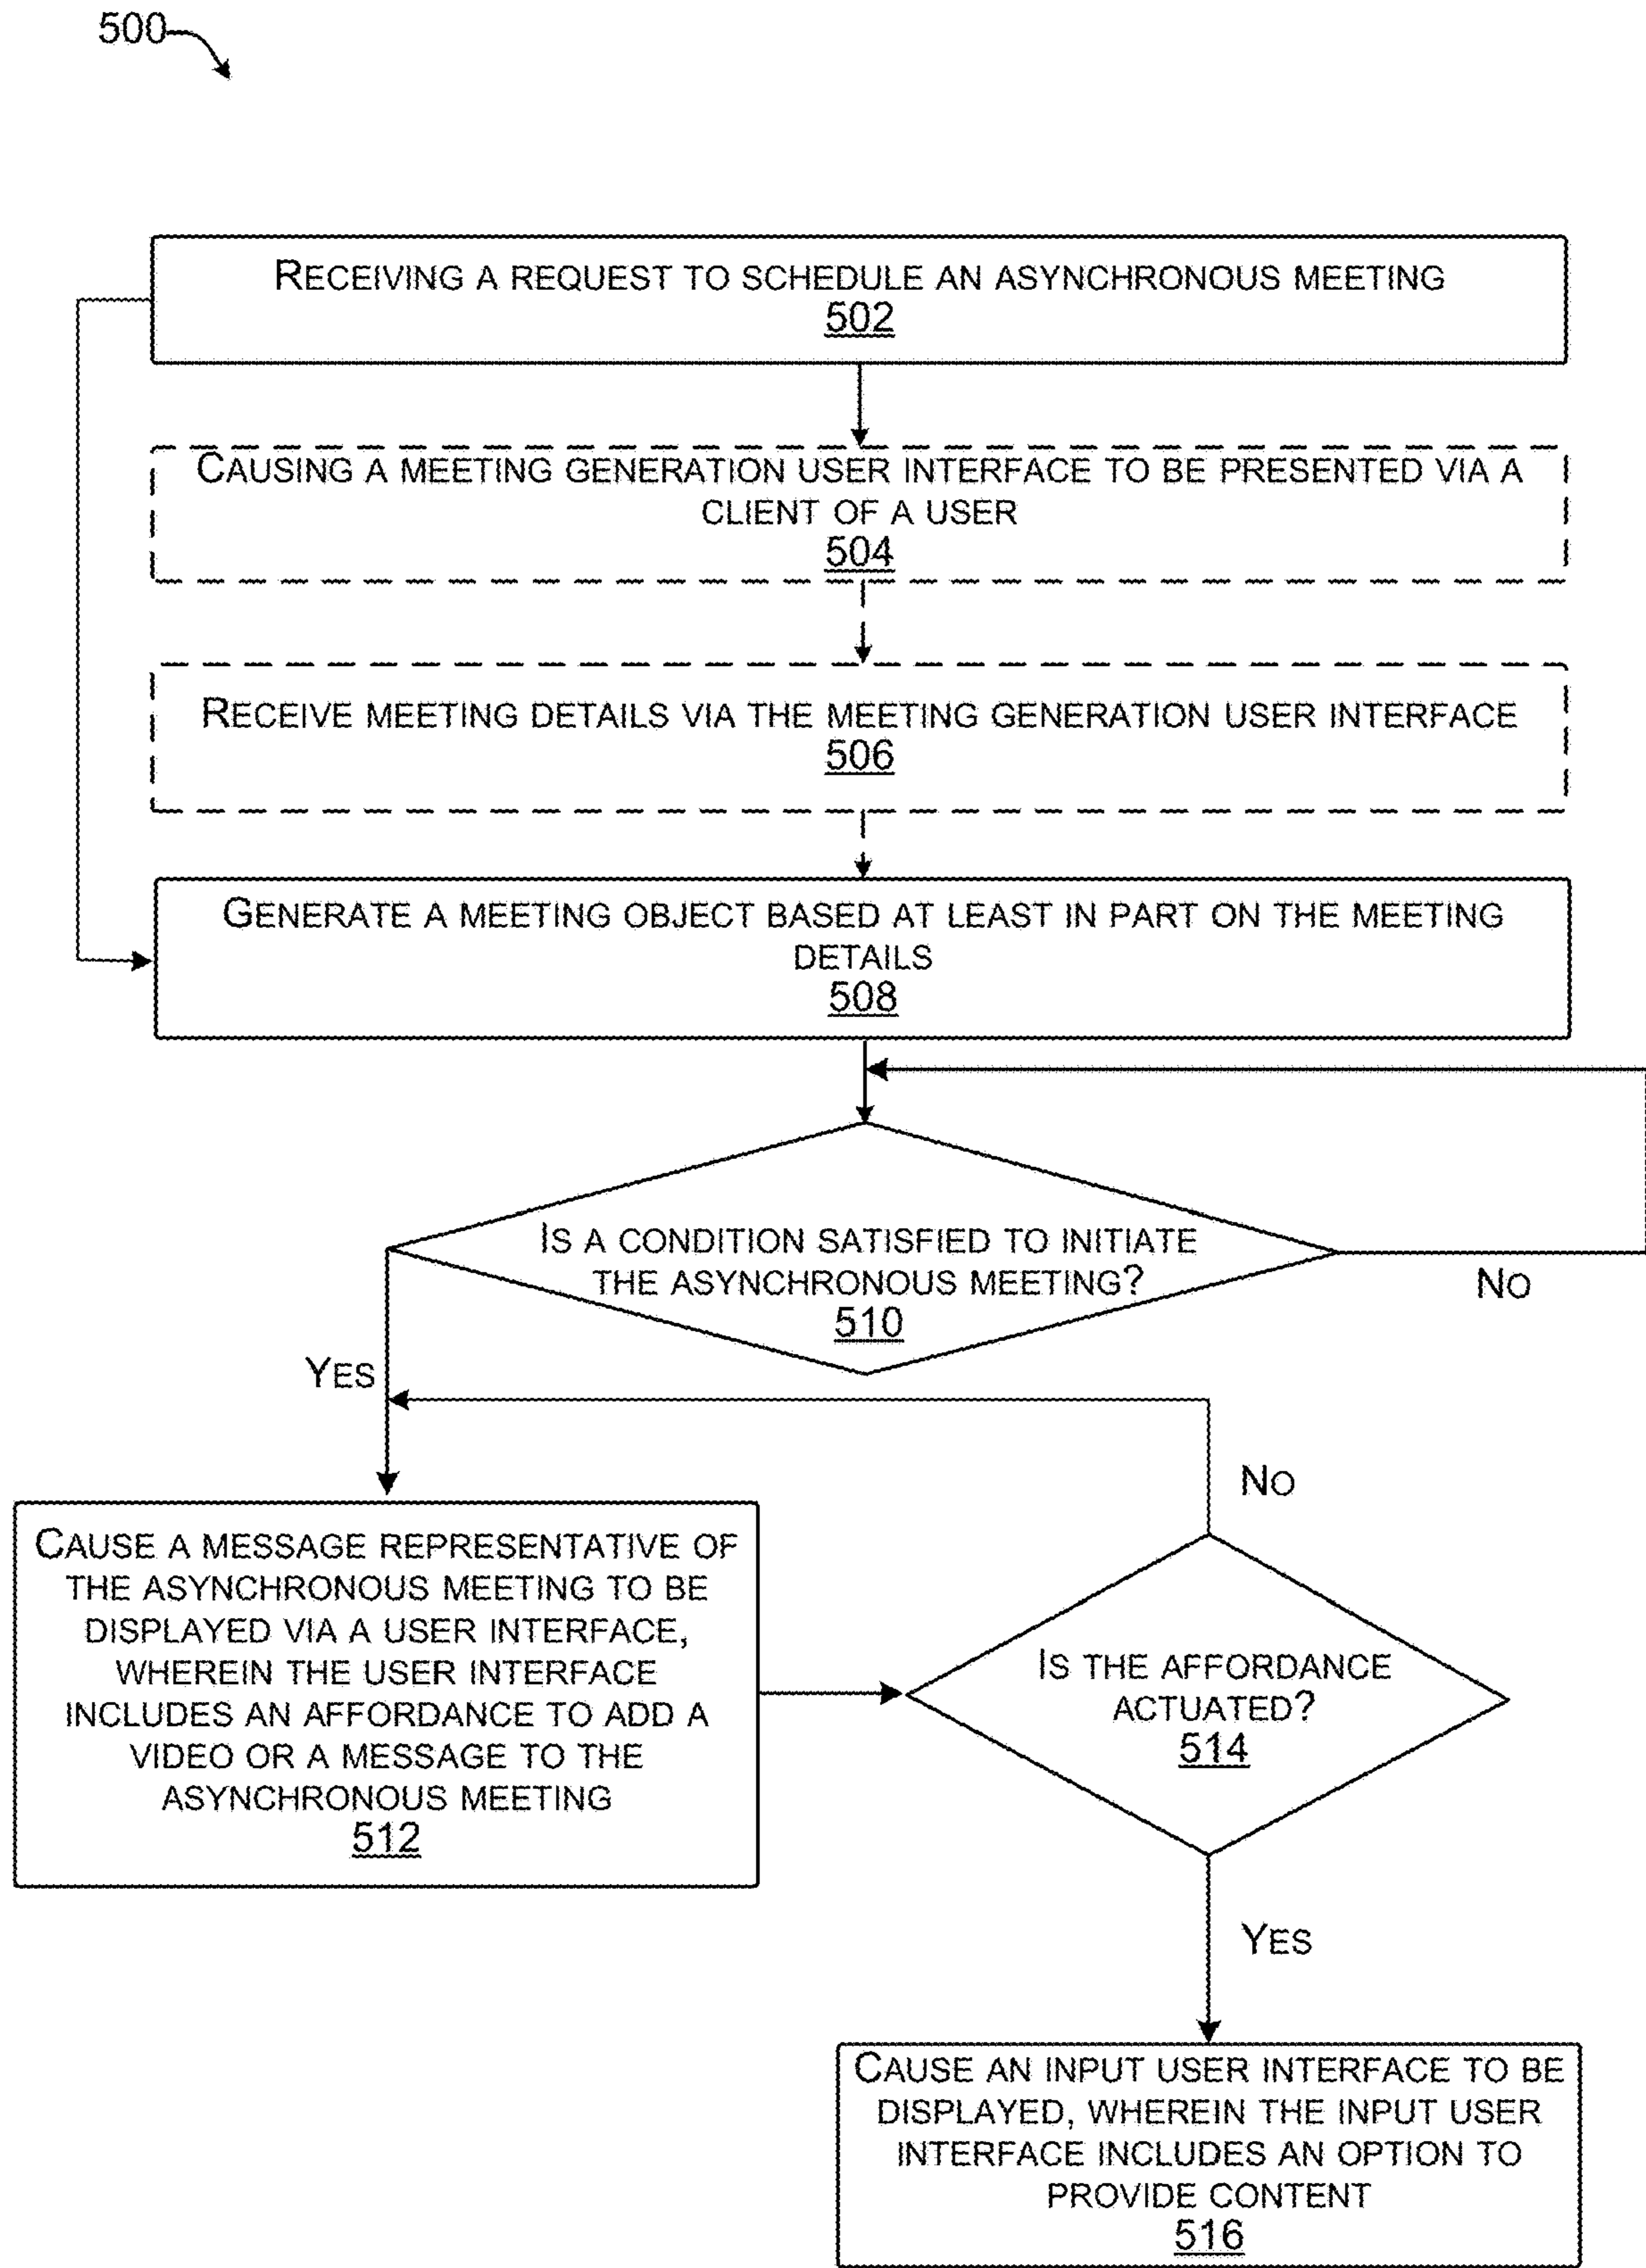 500
RECEIVING A REQUEST TO SCHEDULE AN ASYNCHRONOUS MEETING
502
CAUSING A MEETING GENERATION USER INTERFACE TO BE PRESENTED VIA A
CLIENT OF A USER
504
RECEIVE MEETING DETAILS VIA THE MEETING GENERATION USER INTERFACE
506
GENERATE A MEETING OBJECT BASED AT LEAST IN PART ON THE MEETING
DETAILS
508
IS A CONDITION SATISFIED TO INITIATE
THE ASYNCHRONOUS MEETING?
510
NO
YES
NO
CAUSE A MESSAGE REPRESENTATIVE OF
THE ASYNCHRONOUS MEETING TO BE
DISPLAYED VIA A USER INTERFACE,
WHEREIN THE USER INTERFACE
INCLUDES AN AFFORDANCE TO ADD A
VIDEO OR A MESSAGE TO THE
ASYNCHRONOUS MEETING
512
IS THE AFFORDANCE
ACTUATED?
514
YES
CAUSE AN INPUT USER INTERFACE TO BE
DISPLAYED, WHEREIN THE INPUT USER
INTERFACE INCLUDES AN OPTION TO
PROVIDE CONTENT
516